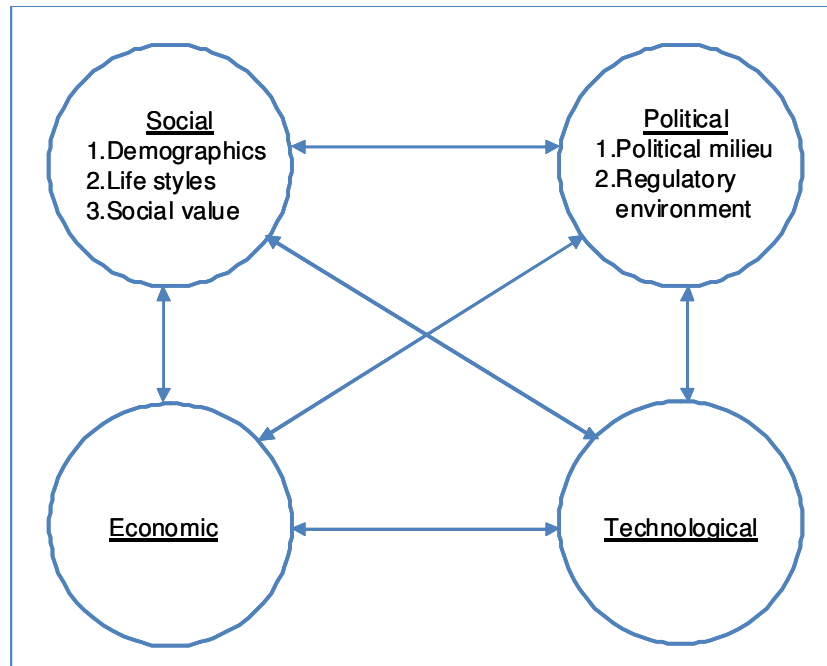 Social
1.Demographics
2.Life styles
3.Social value
Political
1.Political milieu
2.Regulatory
environment
Economic
Technological